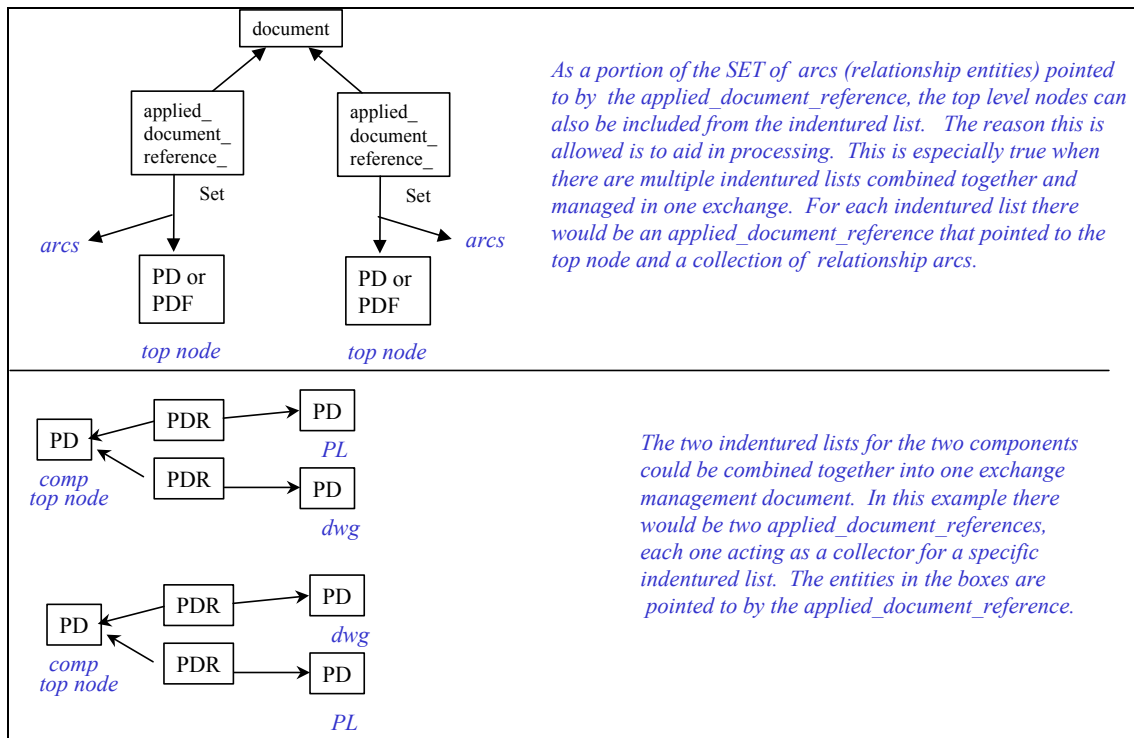 document
applied_
document_
reference_
applied_
document_
reference_
Set
Set
arcs
arcs
PD or
PDF
PD or
PDF
top node
top node
As a portion of the SET of arcs (relationship entities) pointed
to by the applied_document_reference, the top level nodes can
also be included from the indentured list. The reason this is
allowed is to aid in processing. This is especially true when
there are multiple indentured lists combined together and
managed in one exchange. For each indentured list there
would be an applied_document_reference that pointed to the
top node and a collection of relationship arcs.
PD
comp
top node
PDR
PD
PL
PDR
PD
dwg
PD
comp
top node
PDR
PD
dwg
PDR
PD
PL
The two indentured lists for the two components
could be combined together into one exchange
management document. In this example there
would be two applied_document_references,
each one acting as a collector for a specific
indentured list. The entities in the boxes are
pointed to by the applied_document_reference.